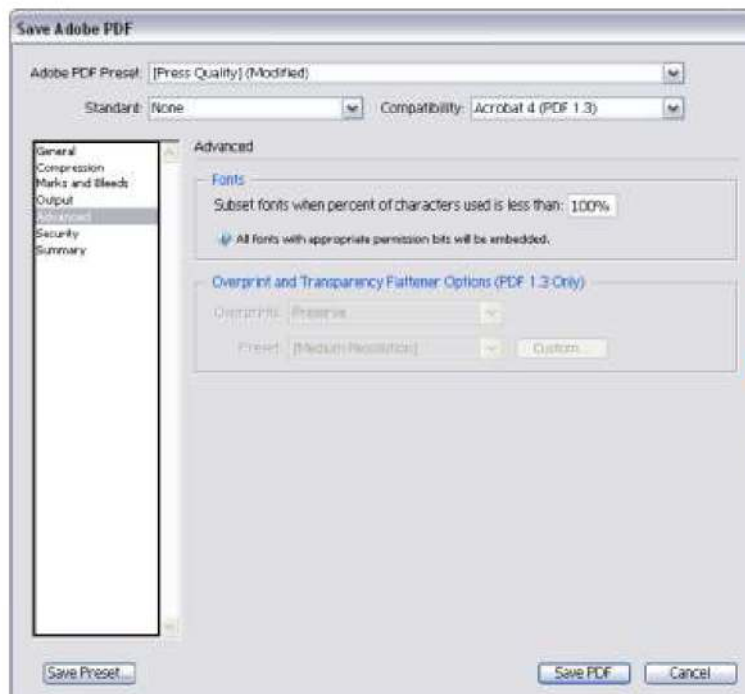 Save Adobe PDF
Adobe PDF Preset: [Press Quality] (Modified)
Standard: None Compatibility: Acrobat 4 (PDF 1.3)
General
Compression
Marks and Bleeds
Output
Advanced
Security
Summary
Advanced
Fonts
Subset fonts when percent of characters used is less than: 100%
All fonts with appropriate permission bits will be embedded.
Overprint and Transparency Flattener Options (PDF 1.3 Only)
Overprints: Preserve
Preset: [Medium Resolution] Custom...
Save Preset... Save PDF Cancel